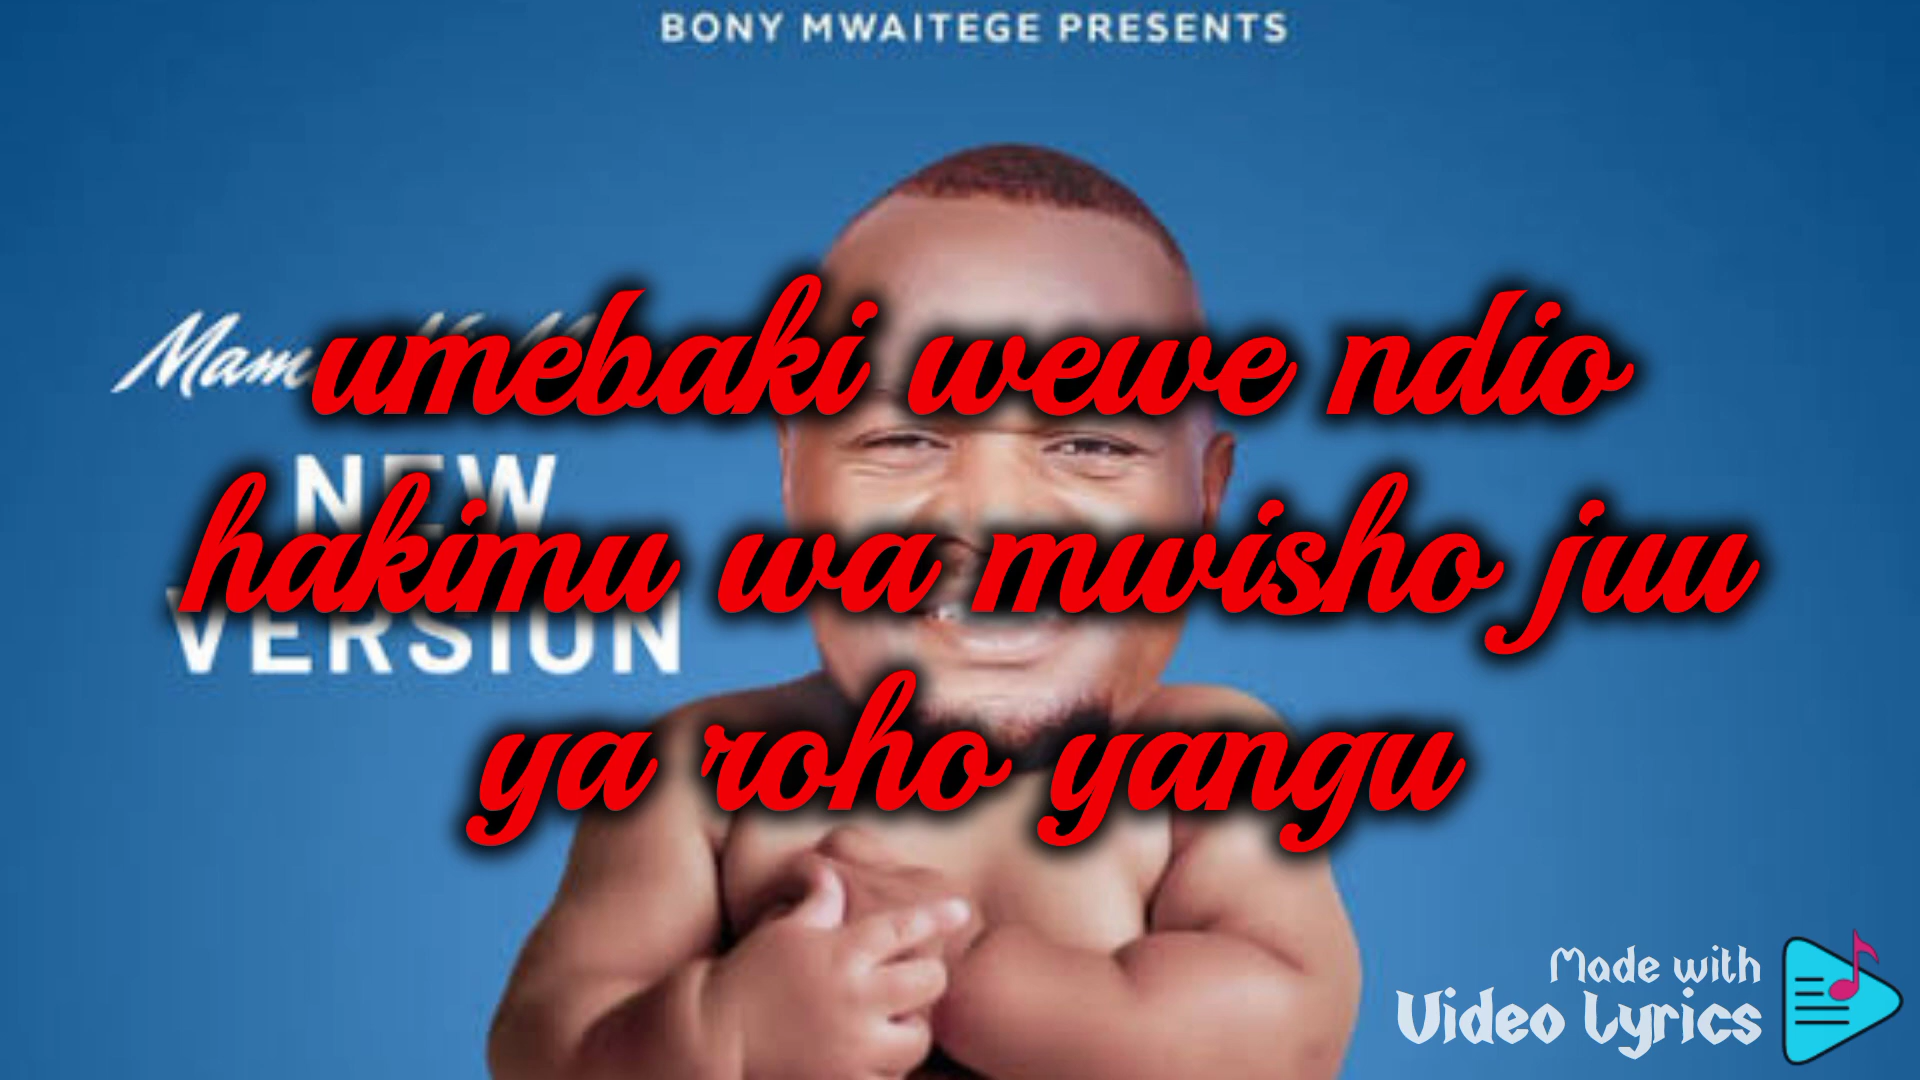 BONY MWAITEGE PRESENTS
umebaki wewe ndio
NEW
hakimu wa mwisho juu
VERSION
ya roho yangu
Made with
Video Lyrics